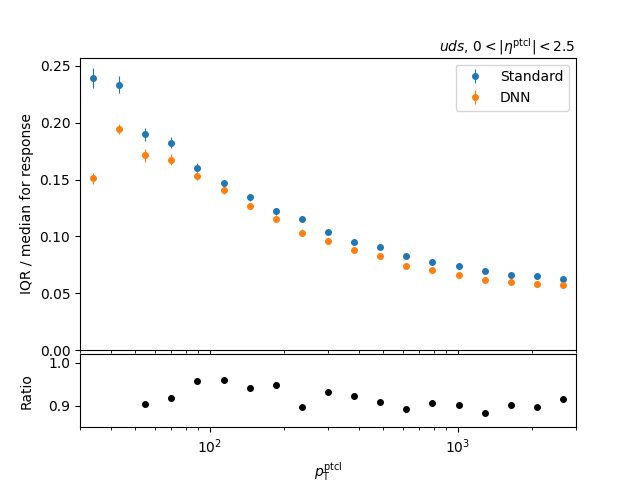 uds, 0 < |η^ptcl| < 2.5
IQR / median for response
0.25
0.20
0.15
0.10
0.05
0.00
Standard
DNN
Ratio
1.0
0.9
10^2
10^3
p_T^ptcl